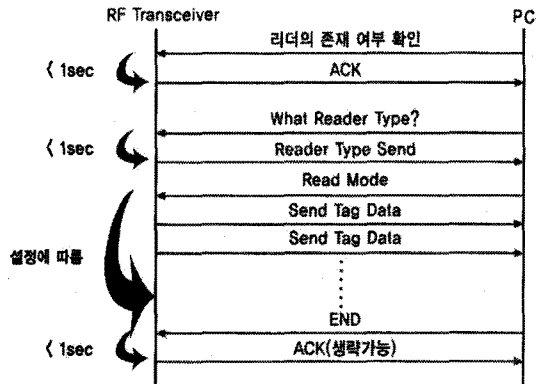 RF Transceiver PC
리더의 존재 여부 확인
< 1sec
ACK
What Reader Type?
< 1sec
Reader Type Send
Read Mode
Send Tag Data
Send Tag Data
설정에 따름
END
< 1sec
ACK(생략가능)